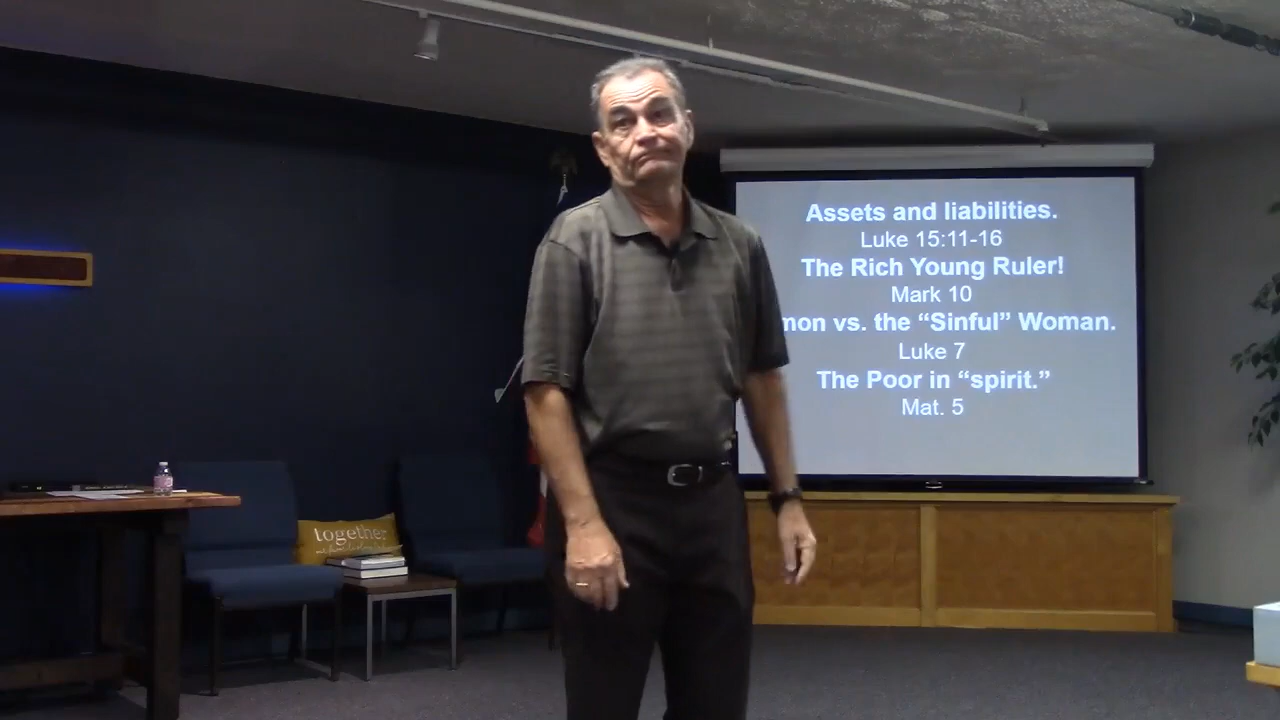 Assets and liabilities.
Luke 15:11-16
The Rich Young Ruler!
Mark 10
mon vs. the “Sinful” Woman.
Luke 7
The Poor in “spirit.”
Mat. 5
together